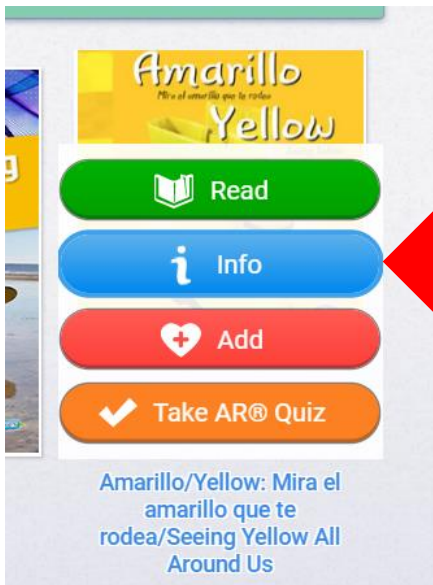 Amarillo
Mira el amarillo que te rodea
Yellow
g
Read
Info
Add
Take AR® Quiz
Amarillo/Yellow: Mira el
amarillo que te
rodea/Seeing Yellow All
Around Us